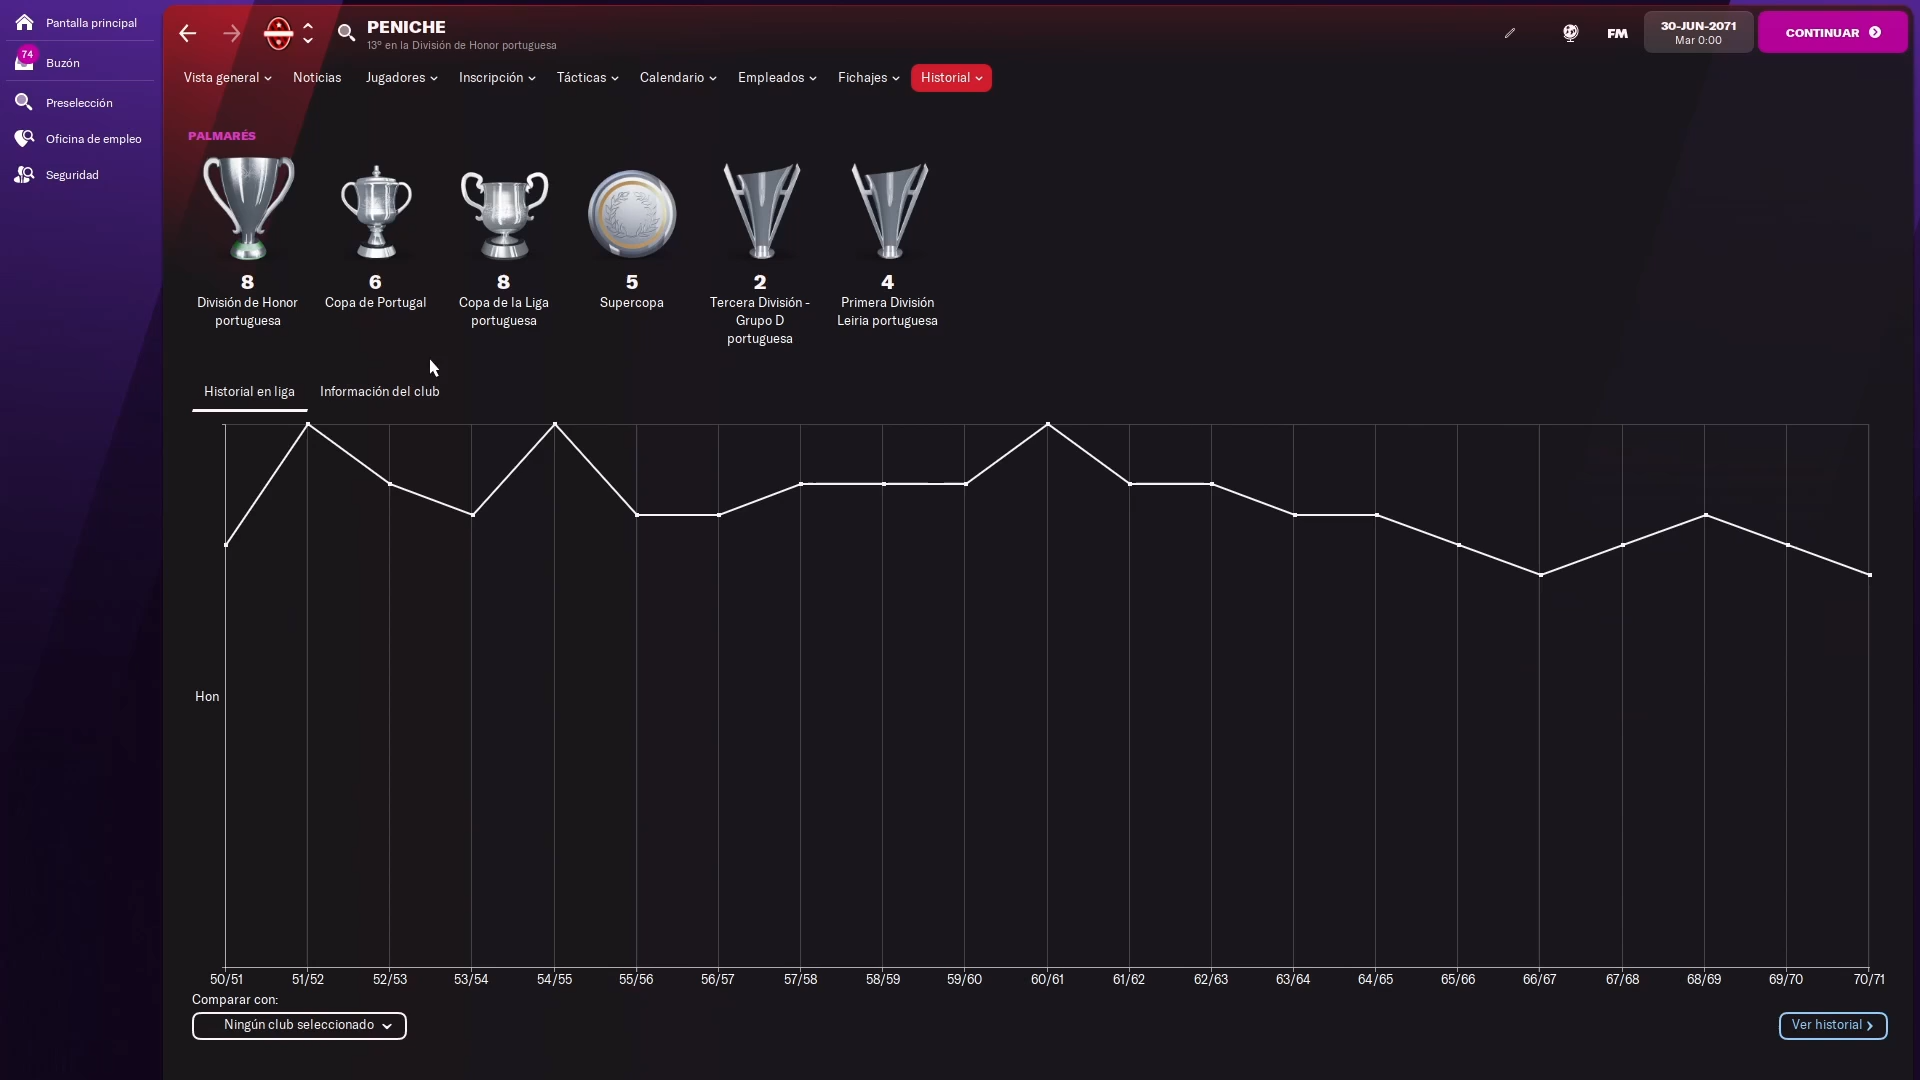 Pantalla principal
74
Buzón
Preselección
Oficina de empleo
Seguridad
PENICHE
13º en la División de Honor portuguesa
FM
30-JUN-2071
Mar 0:00
CONTINUAR
Vista general
Noticias
Jugadores
Inscripción
Tácticas
Calendario
Empleados
Fichajes
Historial
PALMARÉS
8
División de Honor
portuguesa
6
Copa de Portugal
8
Copa de la Liga
portuguesa
5
Supercopa
2
Tercera División -
Grupo D
portuguesa
4
Primera División
Leiria portuguesa
Historial en liga
Información del club
Hon
50/51
51/52
52/53
53/54
54/55
55/56
56/57
57/58
58/59
59/60
60/61
61/62
62/63
63/64
64/65
65/66
66/67
67/68
68/69
69/70
70/71
Comparar con:
Ningún club seleccionado
Ver historial